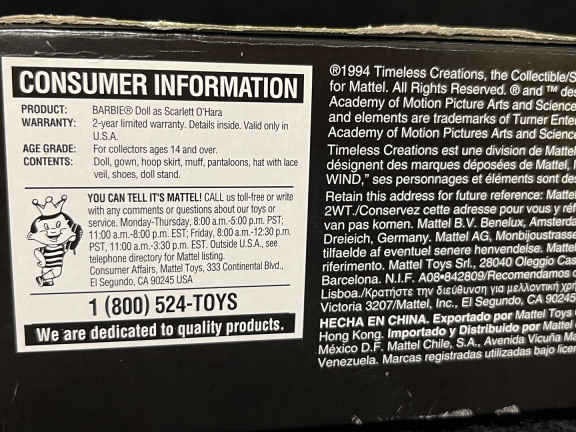 CONSUMER INFORMATION
PRODUCT: BARBIE® Doll as Scarlett O'Hara
WARRANTY: 2-year limited warranty. Details inside. Valid only in
U.S.A.
AGE GRADE: For collectors ages 14 and over.
CONTENTS: Doll, gown, hoop skirt, muff, pantaloons, hat with lace
veil, shoes, doll stand.
YOU CAN TELL IT'S MATTEL! CALL us toll-free or write
with any comments or questions about our toys or
service. Monday-Thursday, 8:00 a.m.-5:00 p.m. PST;
11:00 a.m.-8:00 p.m. EST; Friday, 8:00 a.m.-12:30 p.m.
PST, 11:00 a.m.-3:30 p.m. EST. Outside U.S.A., see
telephone directory for Mattel listing.
Consumer Affairs, Mattel Toys, 333 Continental Blvd.,
El Segundo, CA 90245 USA
1 (800) 524-TOYS
We are dedicated to quality products.
®1994 Timeless Creations, the Collectible/S
for Mattel. All Rights Reserved. ® and ™ des
Academy of Motion Picture Arts and Science
and elements are trademarks of Turner Enter
Academy of Motion Pictures Arts and Science
Timeless Creations est une division de Mattel
désignent des marques déposées de Mattel, I
WIND," ses personnages et éléments sont des
Retain this address for future reference: Matte
2WT./Conservez cette adresse pour vous y réf
van pas komen. Mattel B.V. Benelux, Amsterda
Dreieich, Germany. Mattel AG, Monbijoustrasse
tilfaelde af eventuel senere henvendelse. Mattel
riferimento. Mattel Toys Srl., 28040 Oleggio Cas
Barcelona. N.I.F. A08•842809/Recomendamos c
Lisboa./Κρατήστε την διεύθυνση για μελλοντική χρή
Victoria 3207/Mattel, Inc., El Segundo, CA 90245
HECHA EN CHINA. Exportado por Mattel Toys
Hong Kong. Importado y Distribuido por Mattel
México D.F. Mattel Chile, S.A., Avenida Vicuña Ma
Venezuela. Marcas registradas utilizadas bajo licen